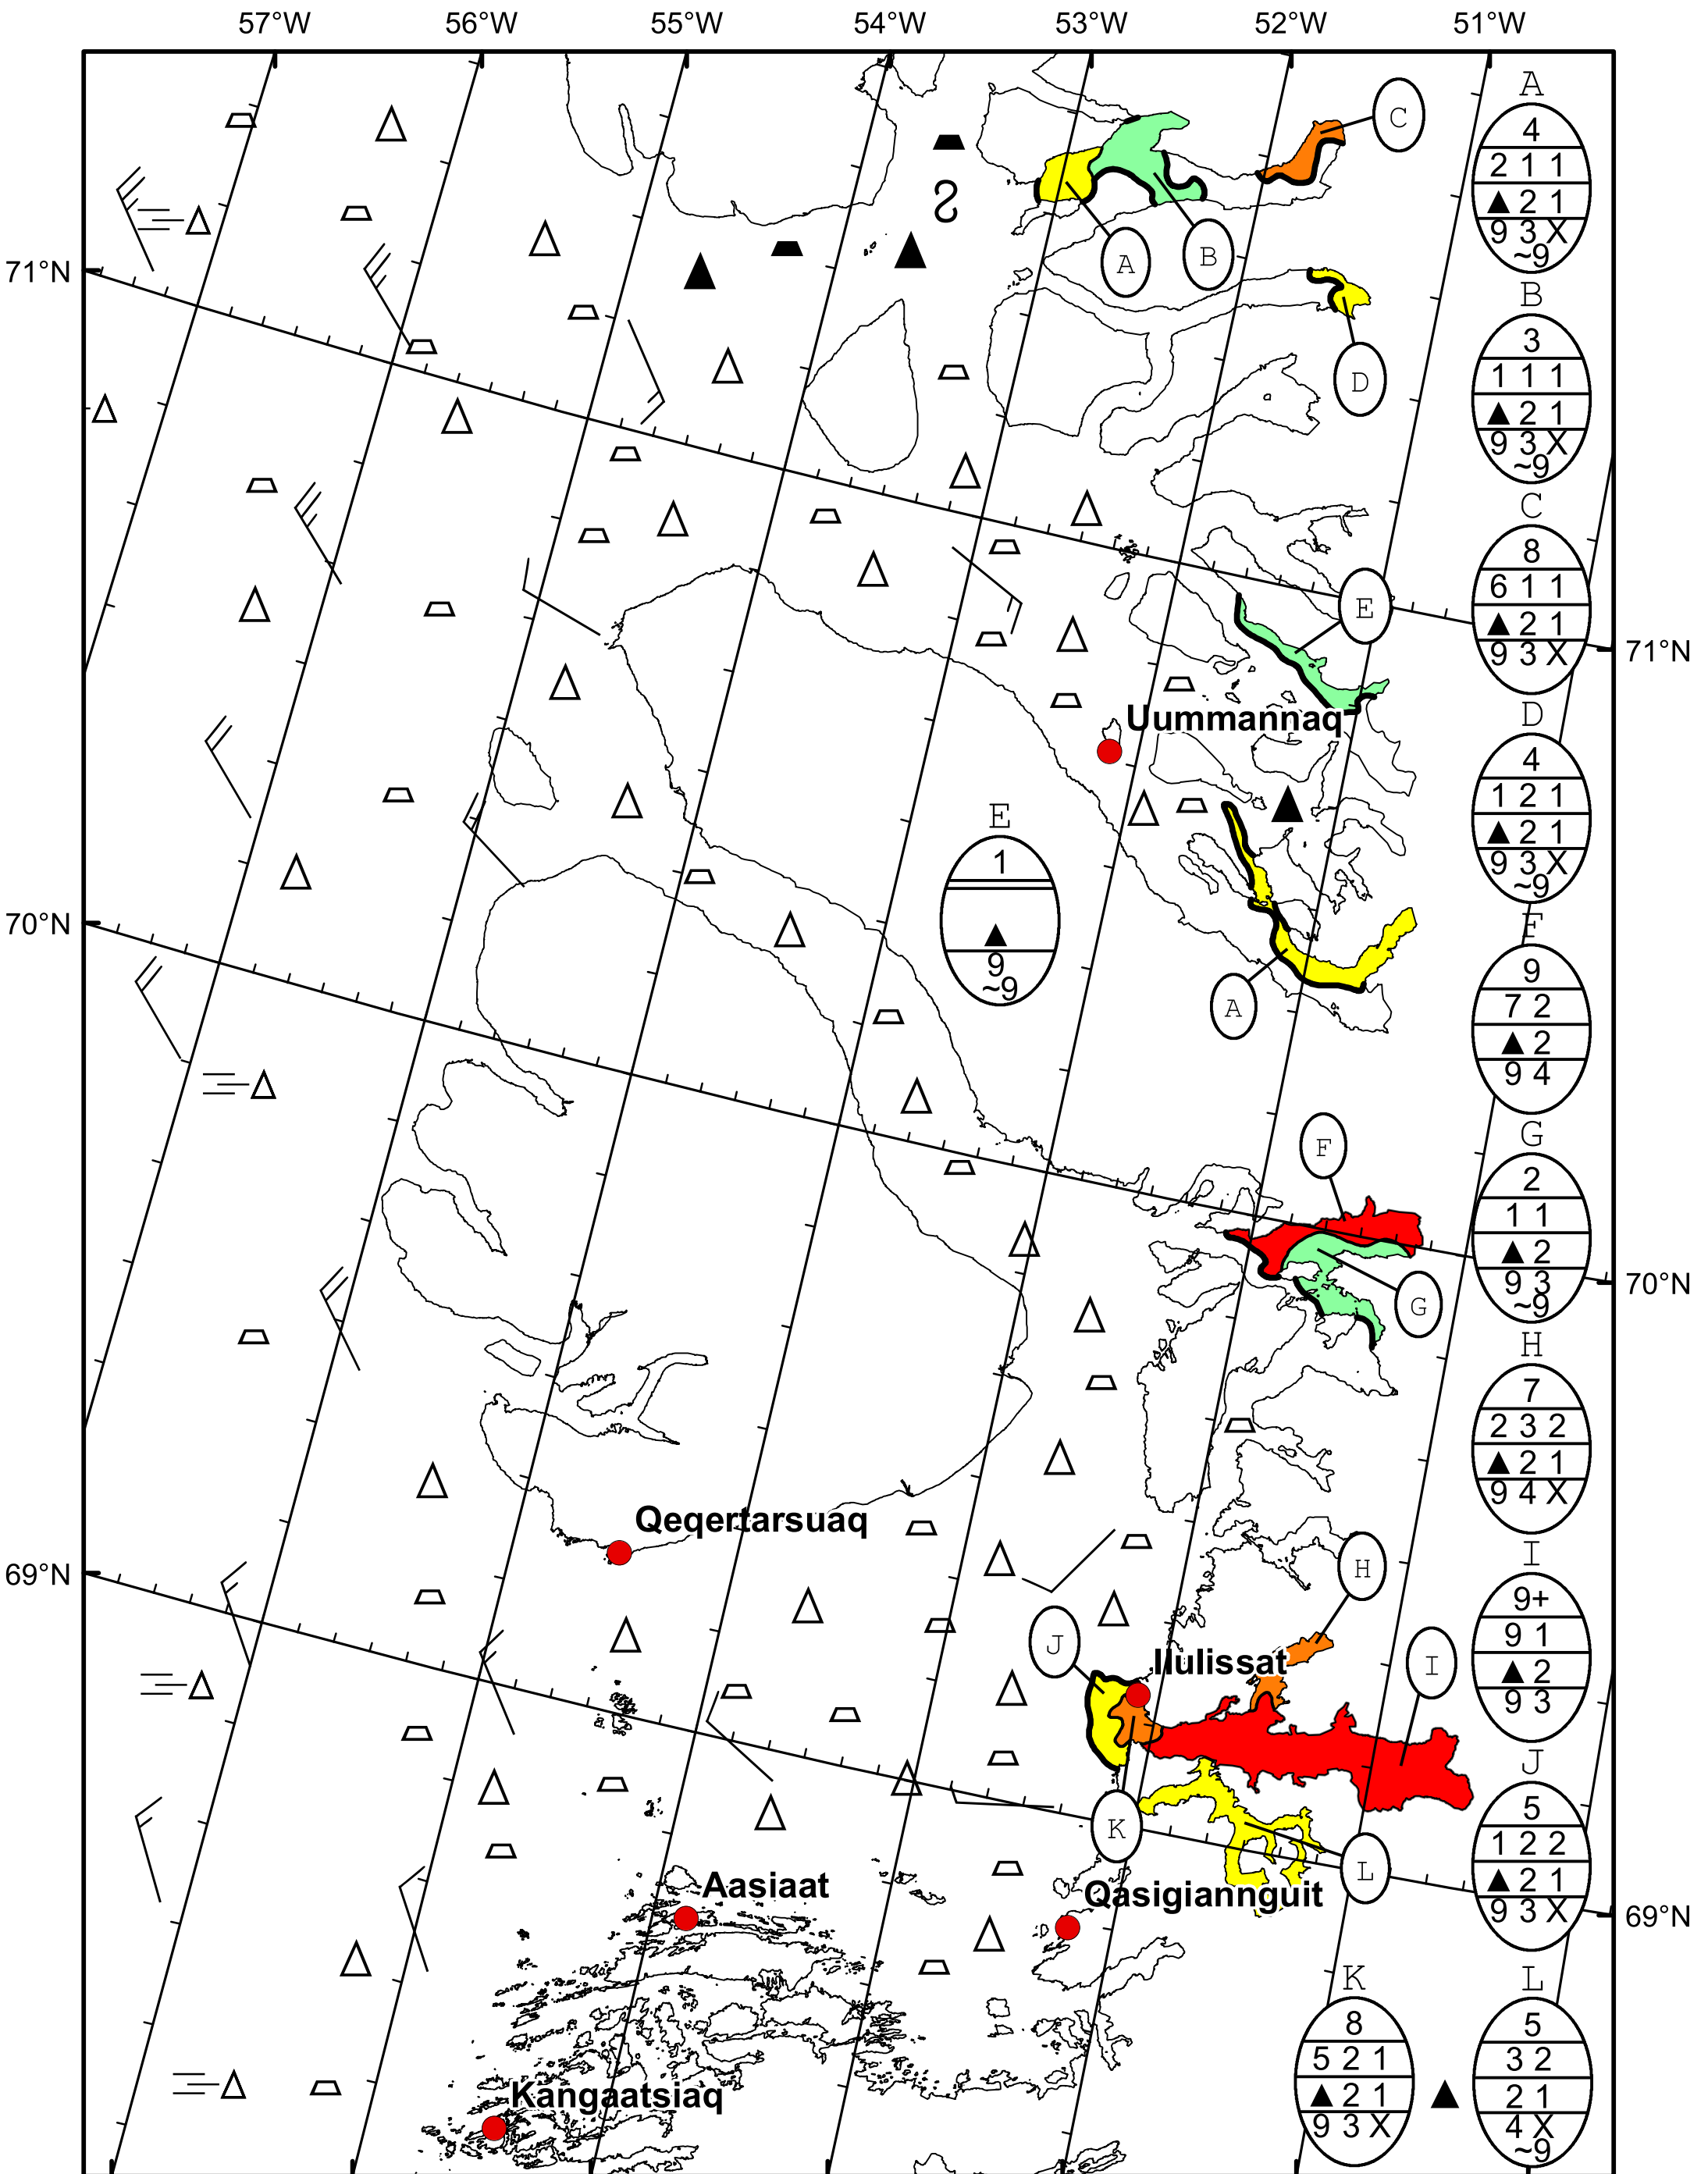 57°W 56°W 55°W 54°W 53°W 52°W 51°W
A
4
2 1 1
▲ 2 1
9 3 X
~9
B
3
1 1 1
▲ 2 1
9 3 X
~9
C
8
6 1 1
▲ 2 1
9 3 X
D
4
1 2 1
▲ 2 1
9 3 X
~9
F
9
7 2
▲ 2
9 4
G
2
1 1
▲ 2
9 3
~9
H
7
2 3 2
▲ 2 1
9 4 X
I
9+
9 1
▲ 2
9 3
J
5
1 2 2
▲ 2 1
9 3 X
K
8
5 2 1
▲ 2 1
9 3 X
L
5
3 2
▲ 2 1
4 X
~9
E
1
▲
9
~9
C
A
B
D
E
A
F
G
H
I
J
K
L
71°N
70°N
69°N
71°N
70°N
69°N
Uummannaq
Qeqertarsuaq
Ilulissat
Aasiaat
Qasigiannguit
Kangaatsiaq